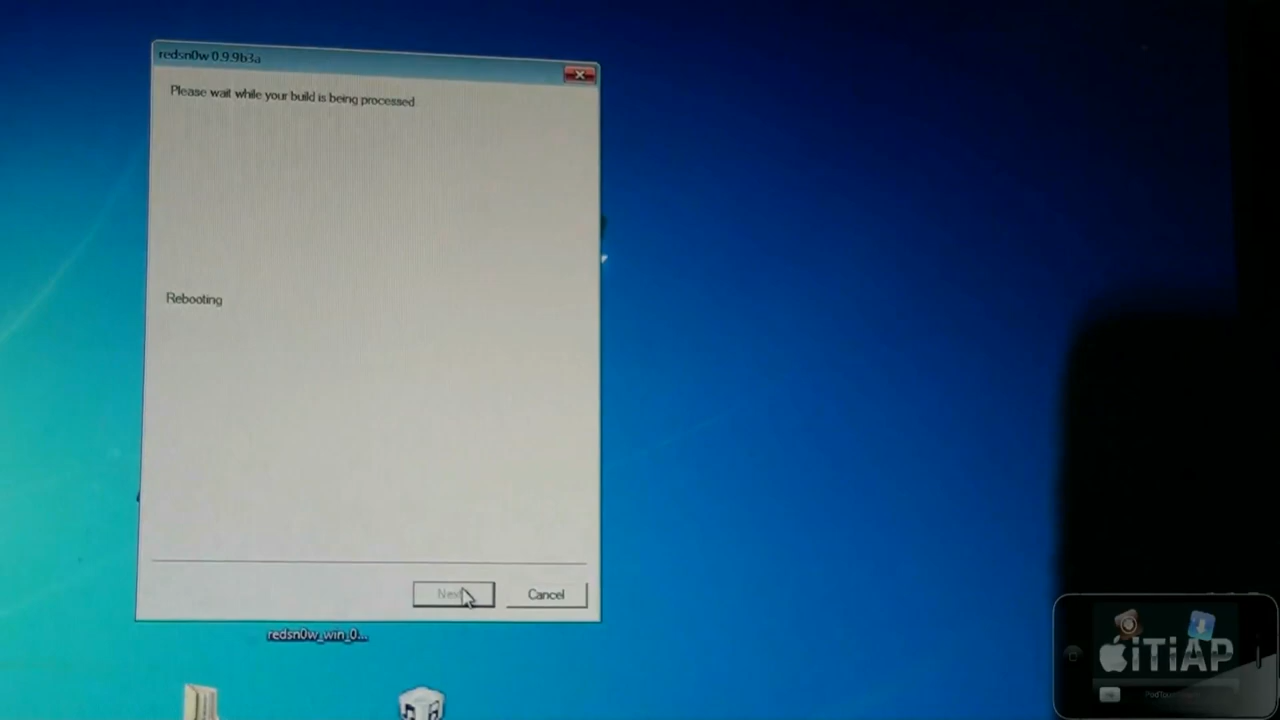 redsn0w 0.9.9b3a
Please wait while your build is being processed
Rebooting
Next
Cancel
redsn0w_win_0...
iTiAP